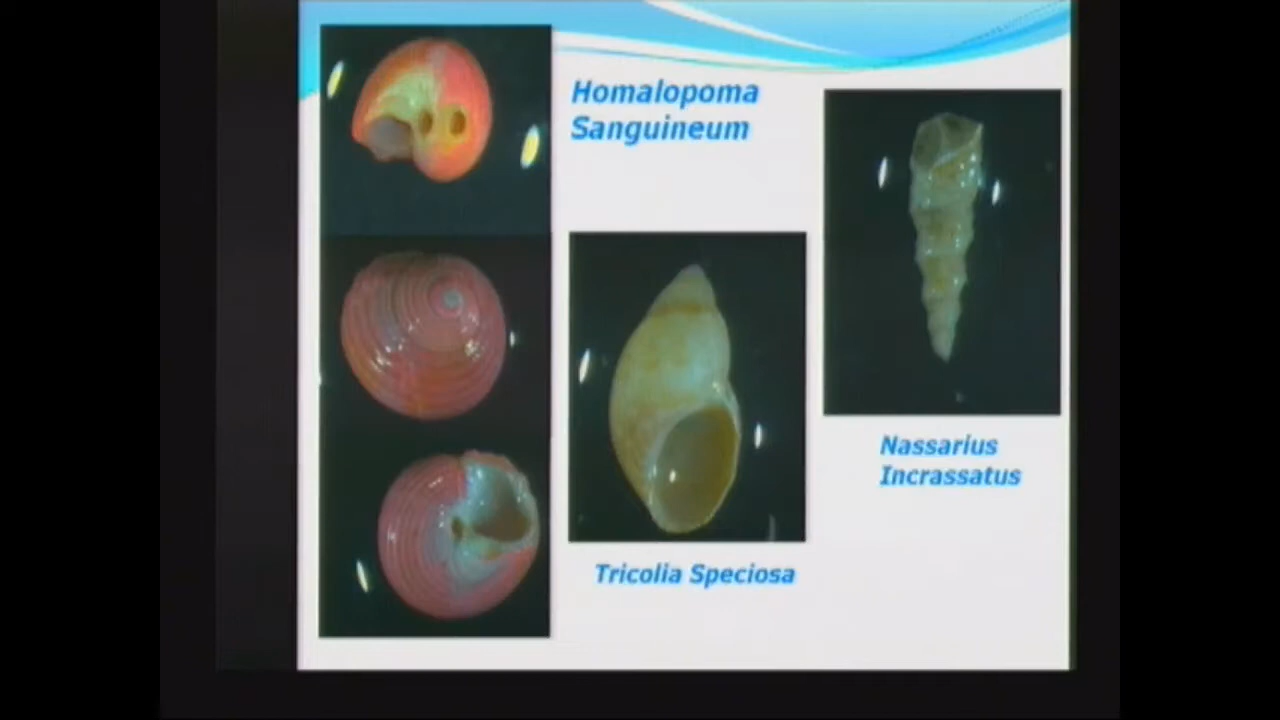 Homalopoma
Sanguineum
Nassarius
Incrassatus
Tricolia Speciosa